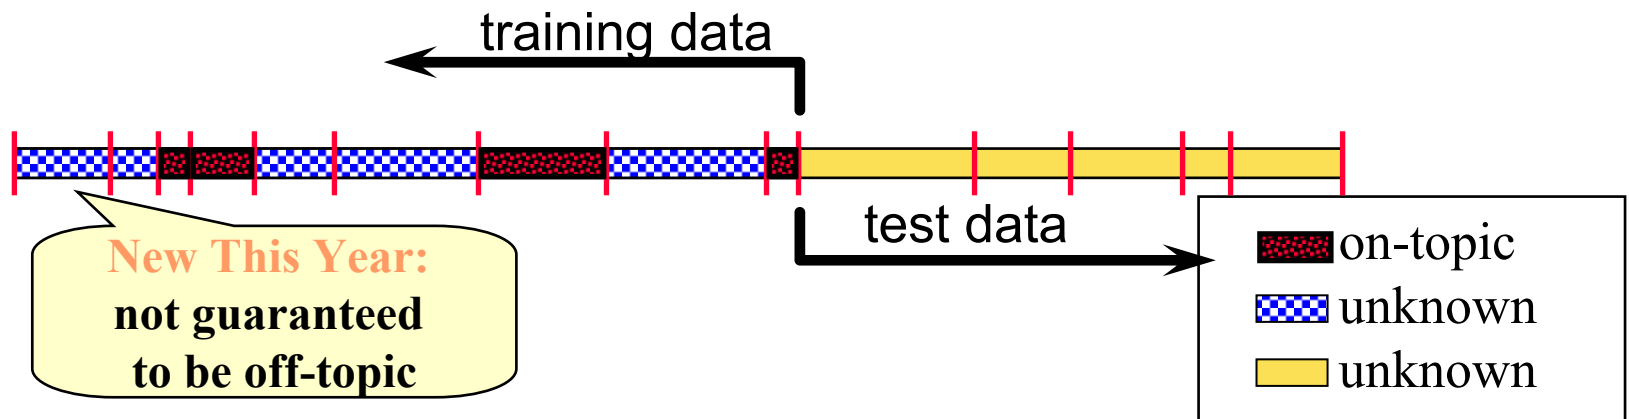 training data
New This Year:
not guaranteed
to be off-topic
test data
on-topic
unknown
unknown